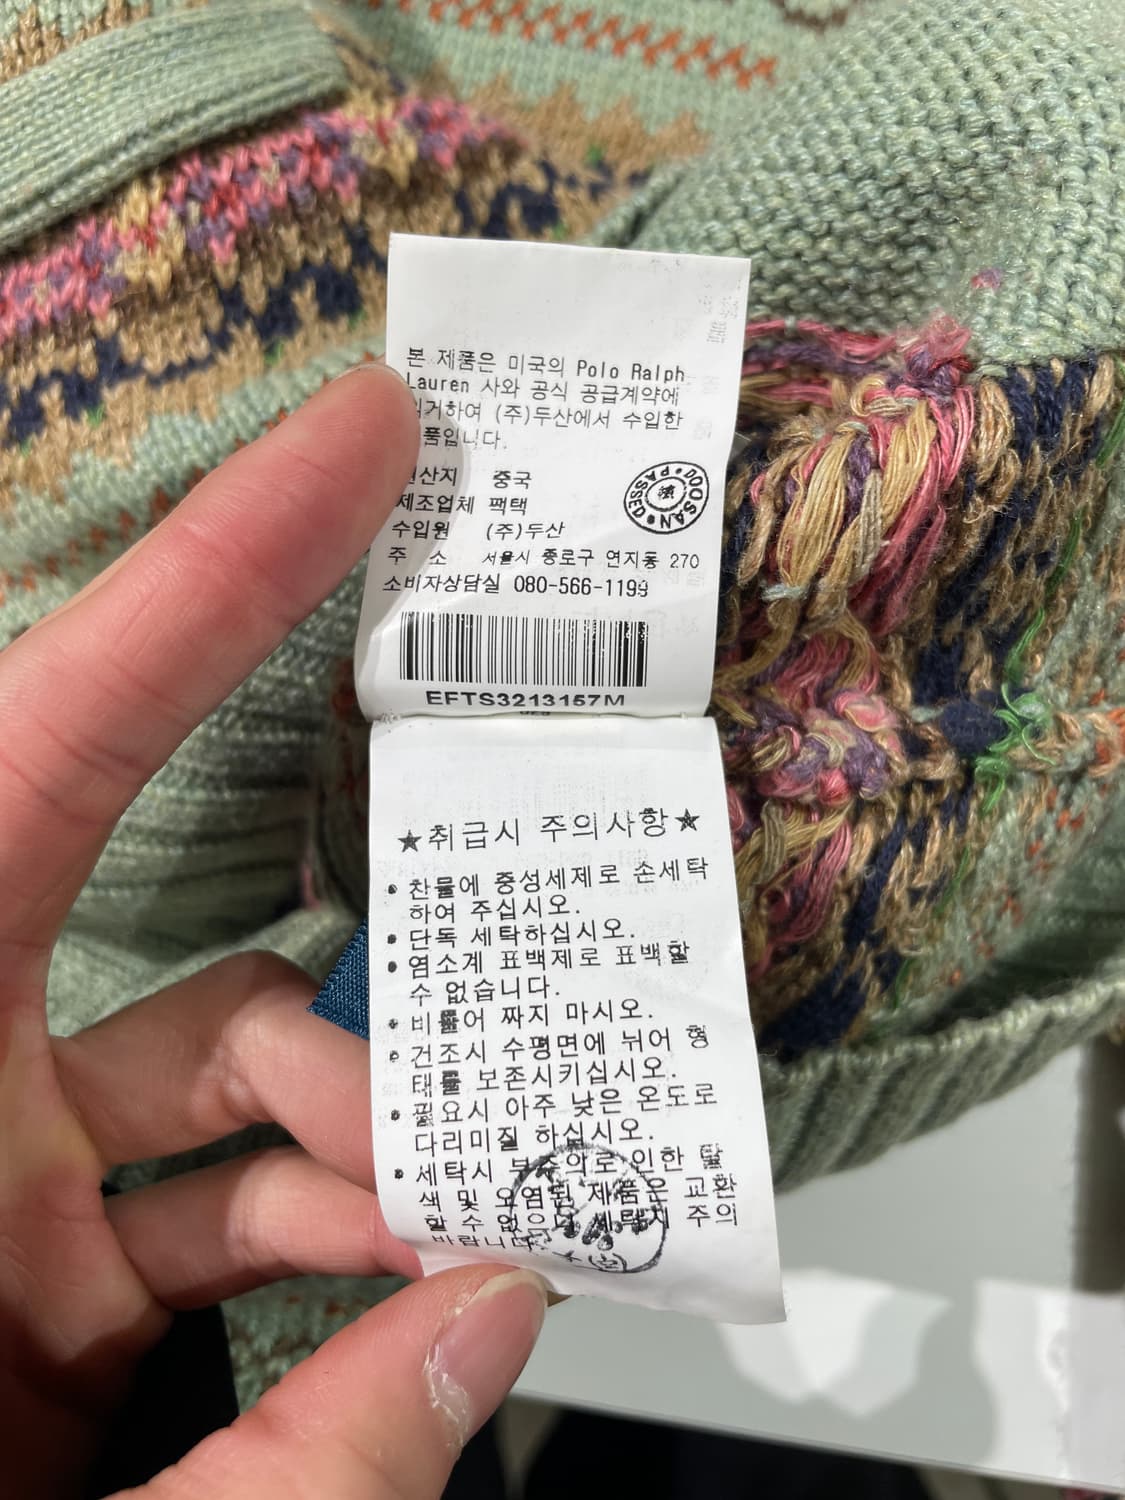 본 제품은 미국의 Polo Ralph
Lauren 사와 공식 공급계약에
의거하여 (주)두산에서 수입한
품입니다.
원산지 중국
제조업체 팩택
수입원 (주)두산
주 소 서울시 종로구 연지동 270
소비자상담실 080-566-1199
DOOSAN PASSED
EFTS3213157M
★취급시 주의사항★
• 찬물에 중성세제로 손세탁
하여 주십시오.
• 단독 세탁하십시오.
• 염소계 표백제로 표백할
수 없습니다.
• 비틀어 짜지 마시오.
• 건조시 수평면에 뉘어 형
태를 보존시키십시오.
• 필요시 아주 낮은 온도로
다리미질 하십시오.
• 세탁시 부주의로 인한 탈
색 및 오염된 제품은 교환
할 수 없으니 세탁시 주의
바랍니다.